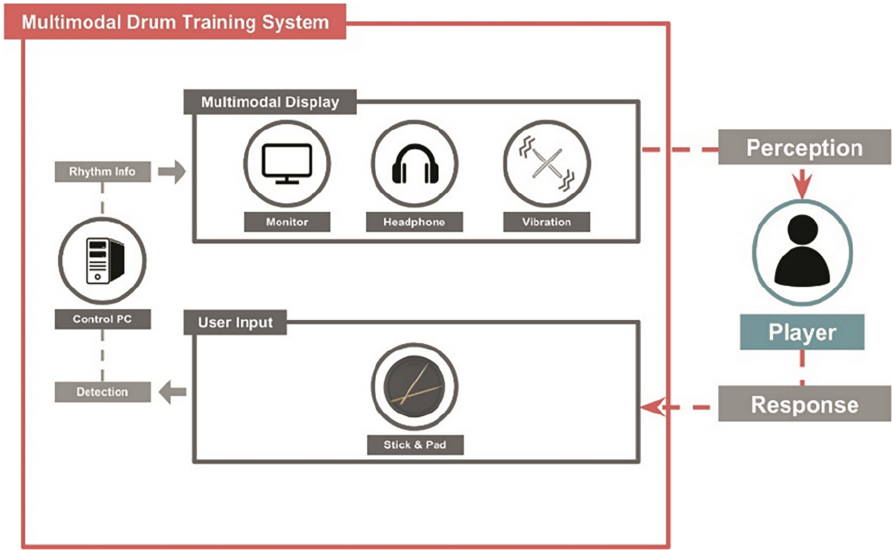 Multimodal Drum Training System
Multimodal Display
Monitor
Headphone
Vibration
Rhythm Info
Control PC
Detection
User Input
Stick & Pad
Perception
Player
Response